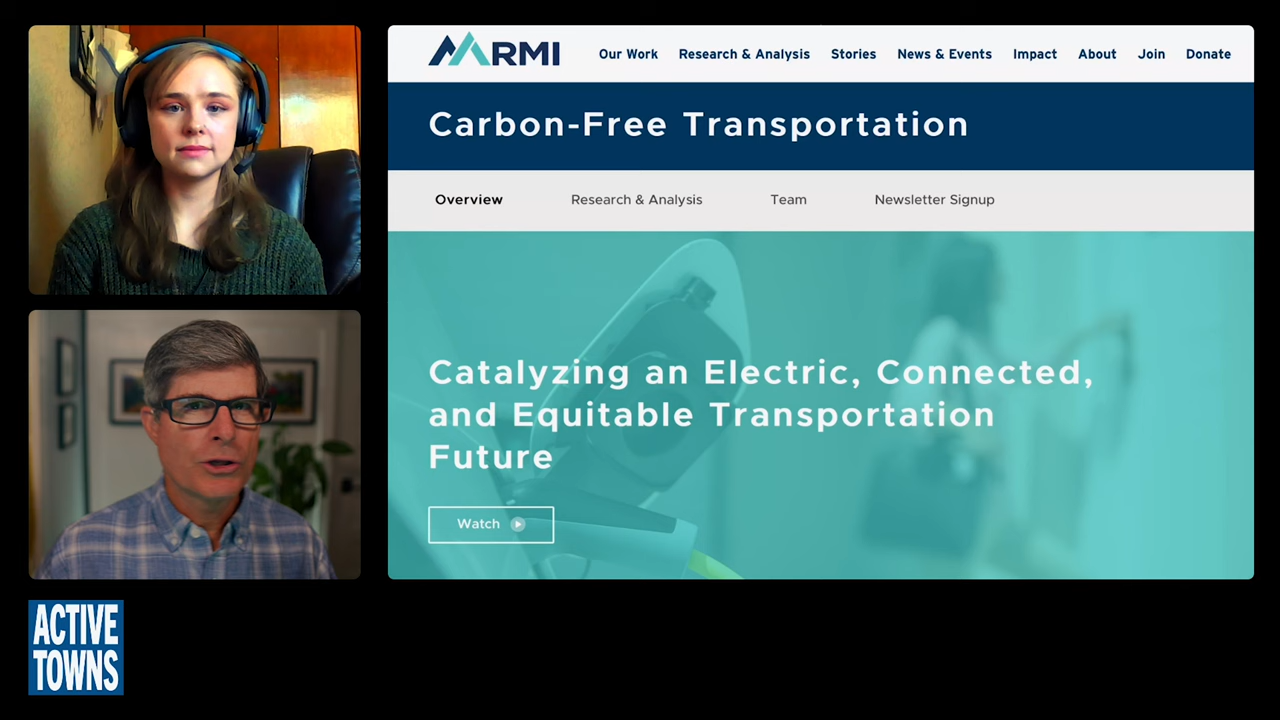 RMI
Our Work Research & Analysis Stories News & Events Impact About Join Donate
Carbon-Free Transportation
Overview Research & Analysis Team Newsletter Signup
Catalyzing an Electric, Connected,
and Equitable Transportation
Future
Watch
ACTIVE
TOWNS